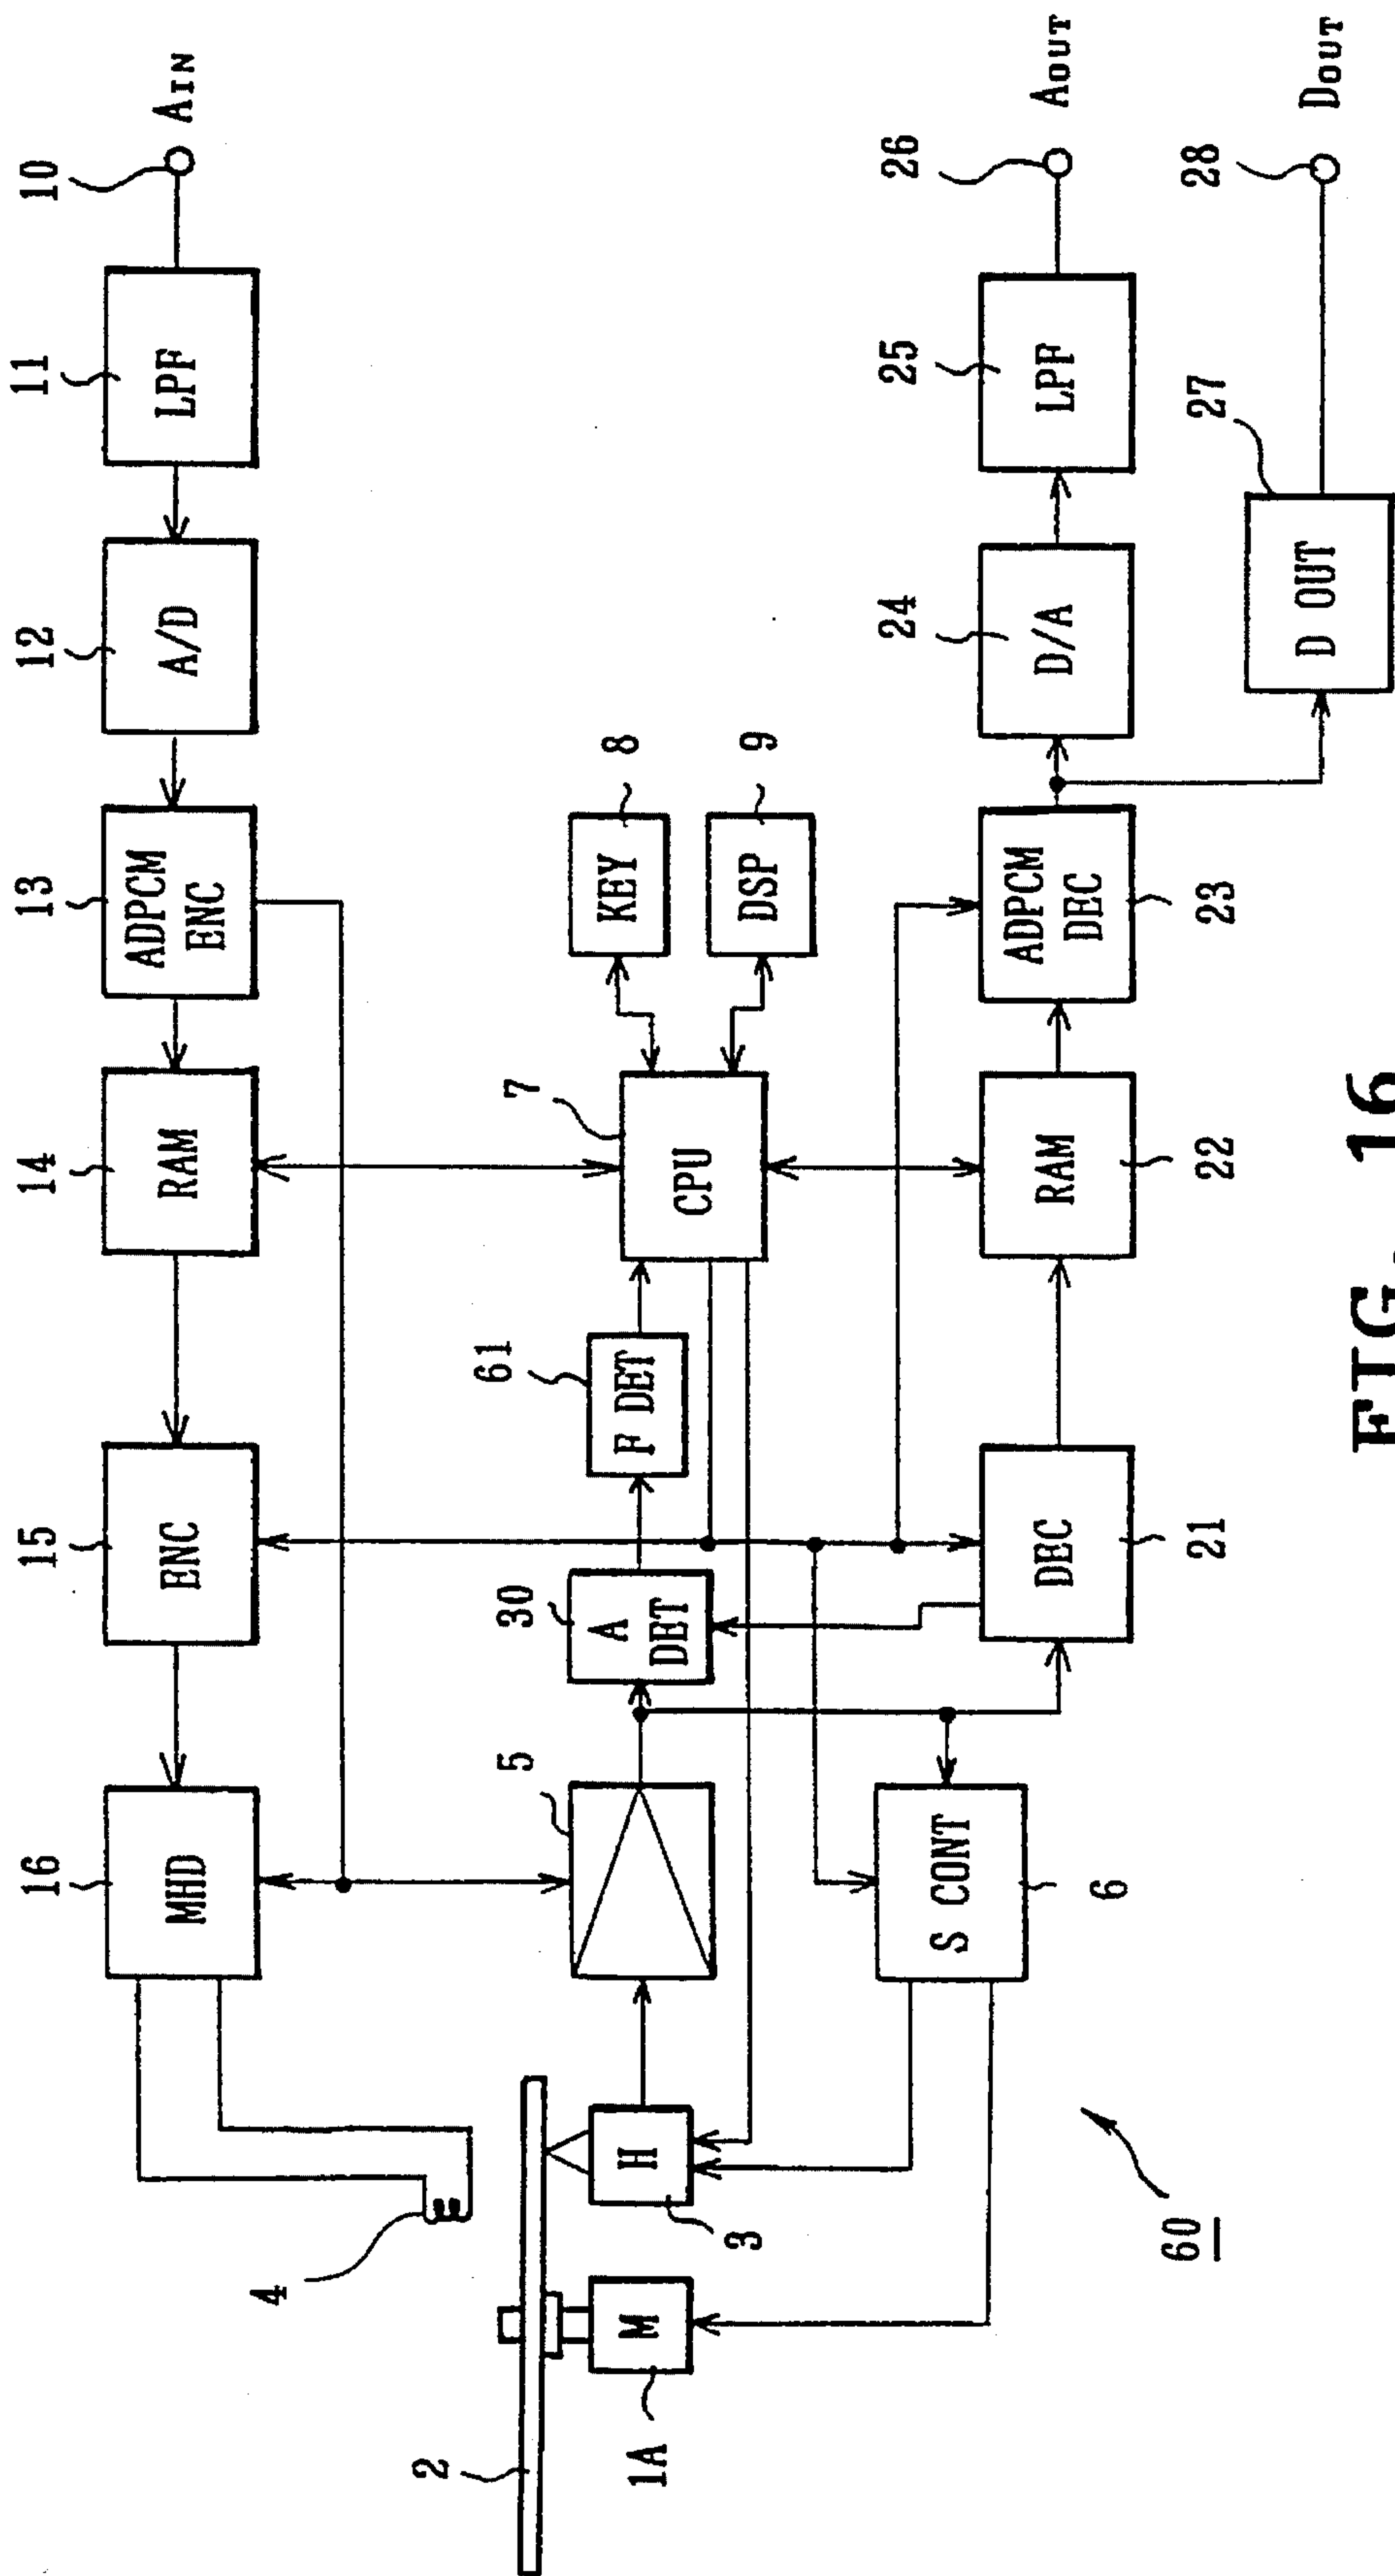 16
15
14
13
12
11
10
MHD
ENC
RAM
ADPCM
ENC
A/D
LPF
AIN
4
2
5
30
61
7
8
H
A
DET
F DET
CPU
KEY
M
DSP
9
1A
3
S CONT
6
DEC
21
RAM
22
ADPCM
DEC
23
24
D/A
25
LPF
26
AOUT
60
27
D OUT
28
DOUT
FIG. 16